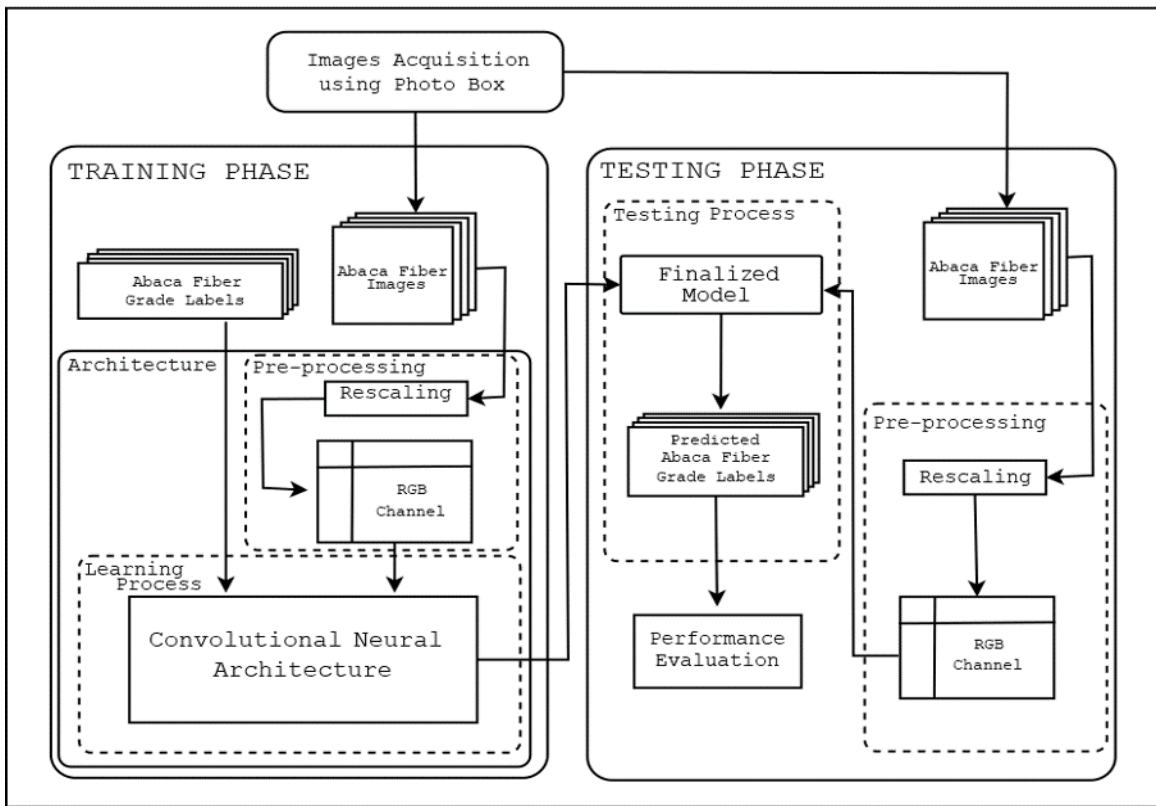 Images Acquisition
using Photo Box
TRAINING PHASE
Abaca Fiber
Grade Labels
Abaca Fiber
Images
Architecture
Pre-processing
Rescaling
RGB
Channel
Learning
Process
Convolutional Neural
Architecture
TESTING PHASE
Testing Process
Finalized
Model
Predicted
Abaca Fiber
Grade Labels
Performance
Evaluation
Abaca Fiber
Images
Pre-processing
Rescaling
RGB
Channel